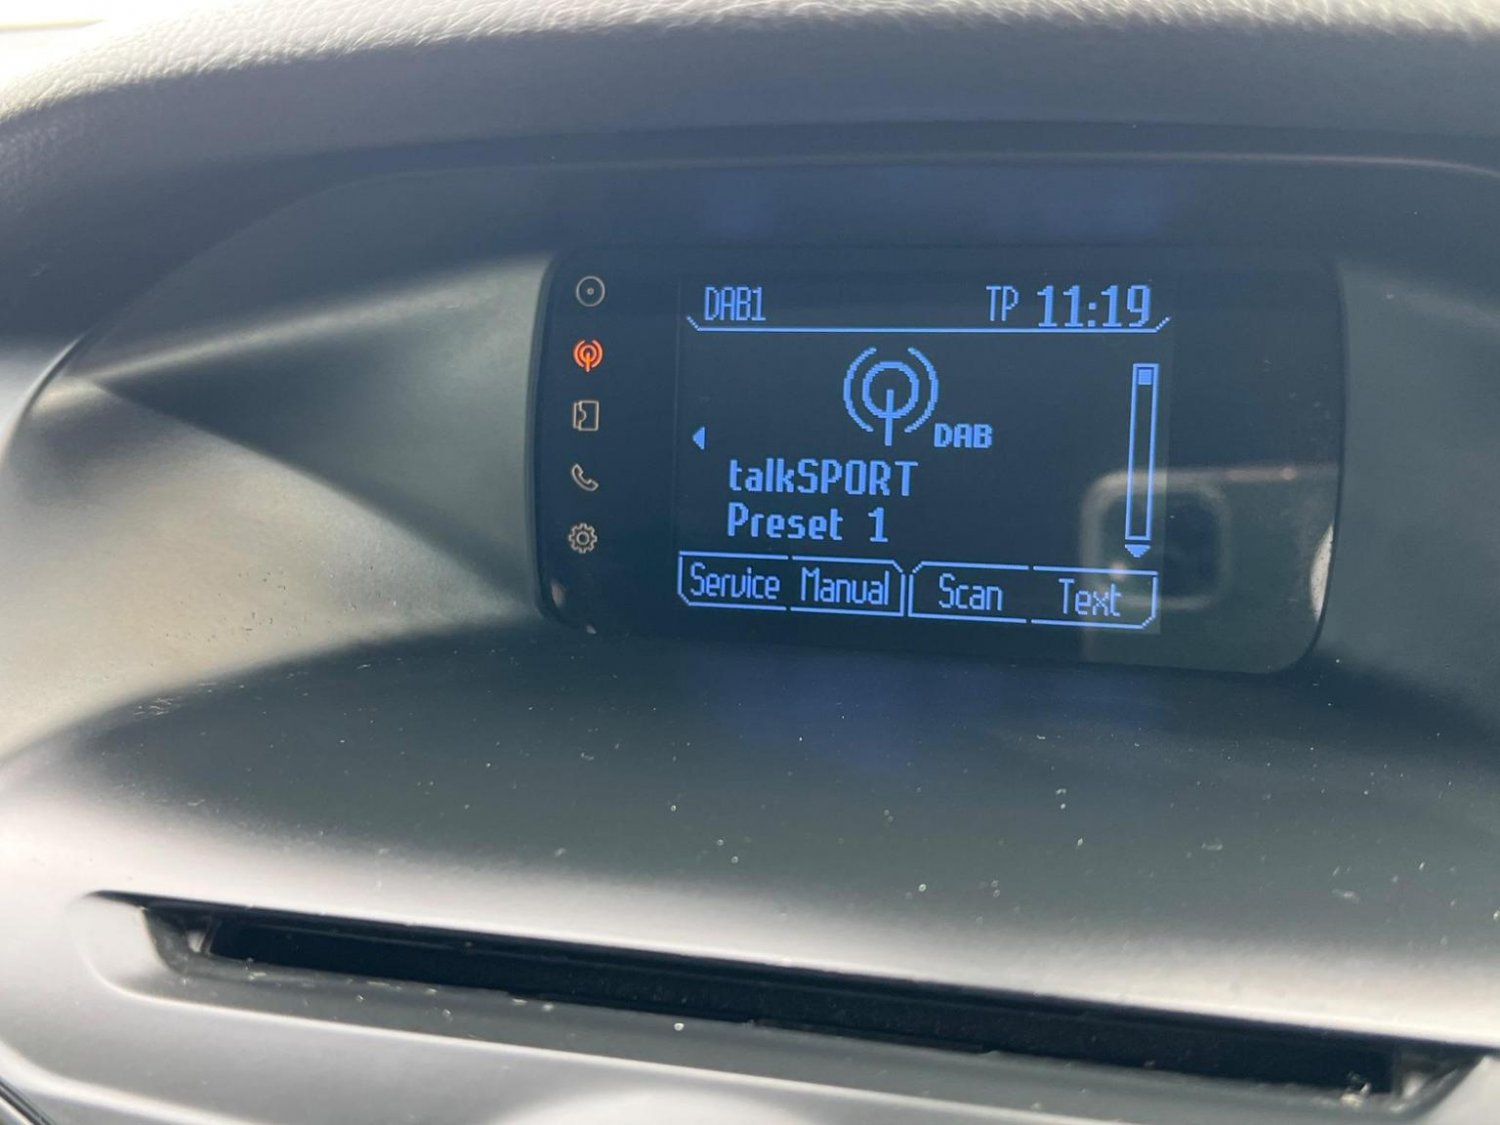 DAB1 TP 11:19
DAB
talkSPORT
Preset 1
Service Manual Scan Text